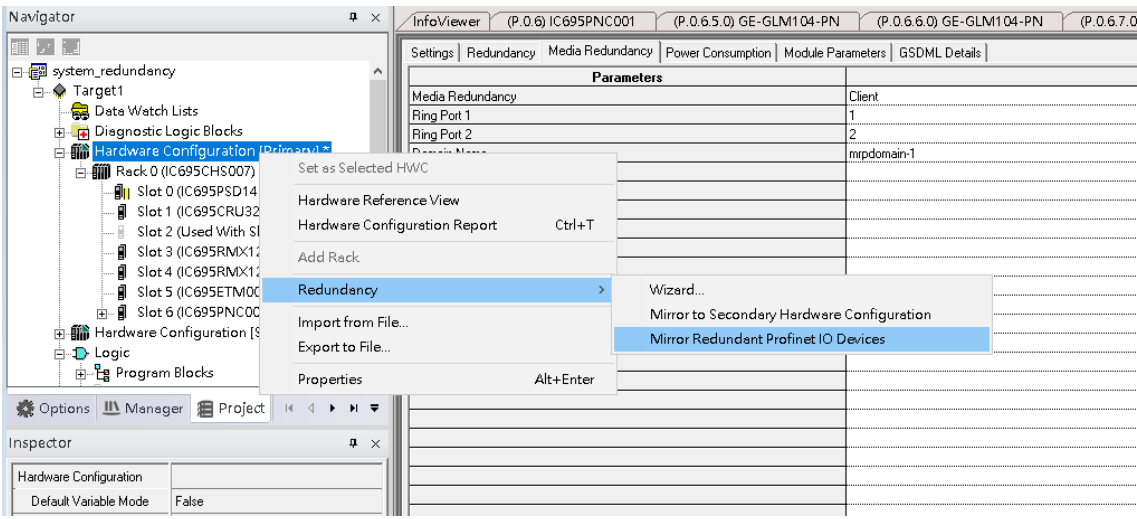 Navigator
system_redundancy
Target1
Data Watch Lists
Diagnostic Logic Blocks
Hardware Configuration [Primary] *
Rack 0 (IC695CHS007)
Slot 0 (IC695PSD14
Slot 1 (IC695CRU32
Slot 2 (Used With Sl
Slot 3 (IC695RMX12
Slot 4 (IC695RMX12
Slot 5 (IC695ETM00
Slot 6 (IC695PNC00
Hardware Configuration [S
Logic
Program Blocks
Options Manager Project
Inspector
Hardware Configuration
Default Variable Mode False
Set as Selected HWC
Hardware Reference View
Hardware Configuration Report Ctrl+T
Add Rack
Redundancy
Import from File...
Export to File...
Properties Alt+Enter
Wizard...
Mirror to Secondary Hardware Configuration
Mirror Redundant Profinet IO Devices
InfoViewer (P.0.6) IC695PNC001 (P.0.6.5.0) GE-GLM104-PN (P.0.6.6.0) GE-GLM104-PN (P.0.6.7.0
Settings Redundancy Media Redundancy Power Consumption Module Parameters GSDML Details
Parameters
Media Redundancy Client
Ring Port 1 1
Ring Port 2 2
Domain Name mrpdomain-1